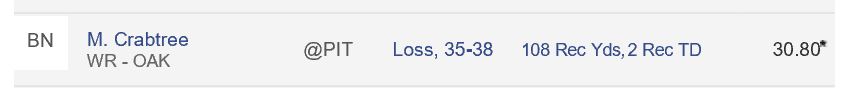 BN M. Crabtree @PIT Loss, 35-38 108 Rec Yds, 2 Rec TD 30.80*
WR - OAK